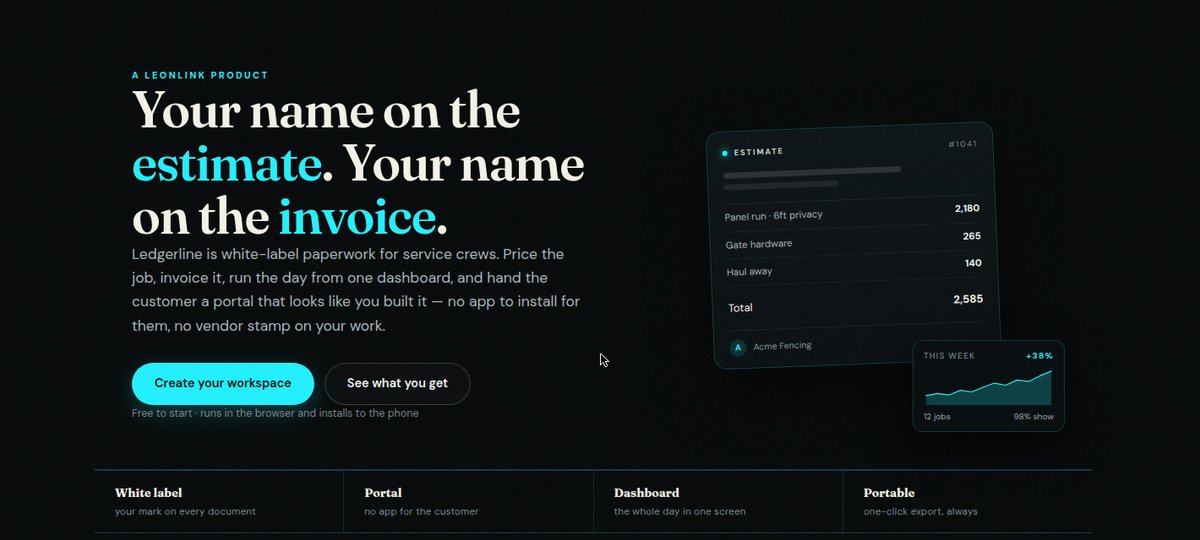 A LEONLINK PRODUCT
Your name on the
estimate. Your name
on the invoice.
Ledgerline is white-label paperwork for service crews. Price the
job, invoice it, run the day from one dashboard, and hand the
customer a portal that looks like you built it — no app to install for
them, no vendor stamp on your work.
Create your workspace
See what you get
Free to start · runs in the browser and installs to the phone
ESTIMATE
#1041
Panel run · 6ft privacy
2,180
Gate hardware
265
Haul away
140
Total
2,585
A
Acme Fencing
THIS WEEK
+38%
12 jobs
98% show
White label
your mark on every document
Portal
no app for the customer
Dashboard
the whole day in one screen
Portable
one-click export, always